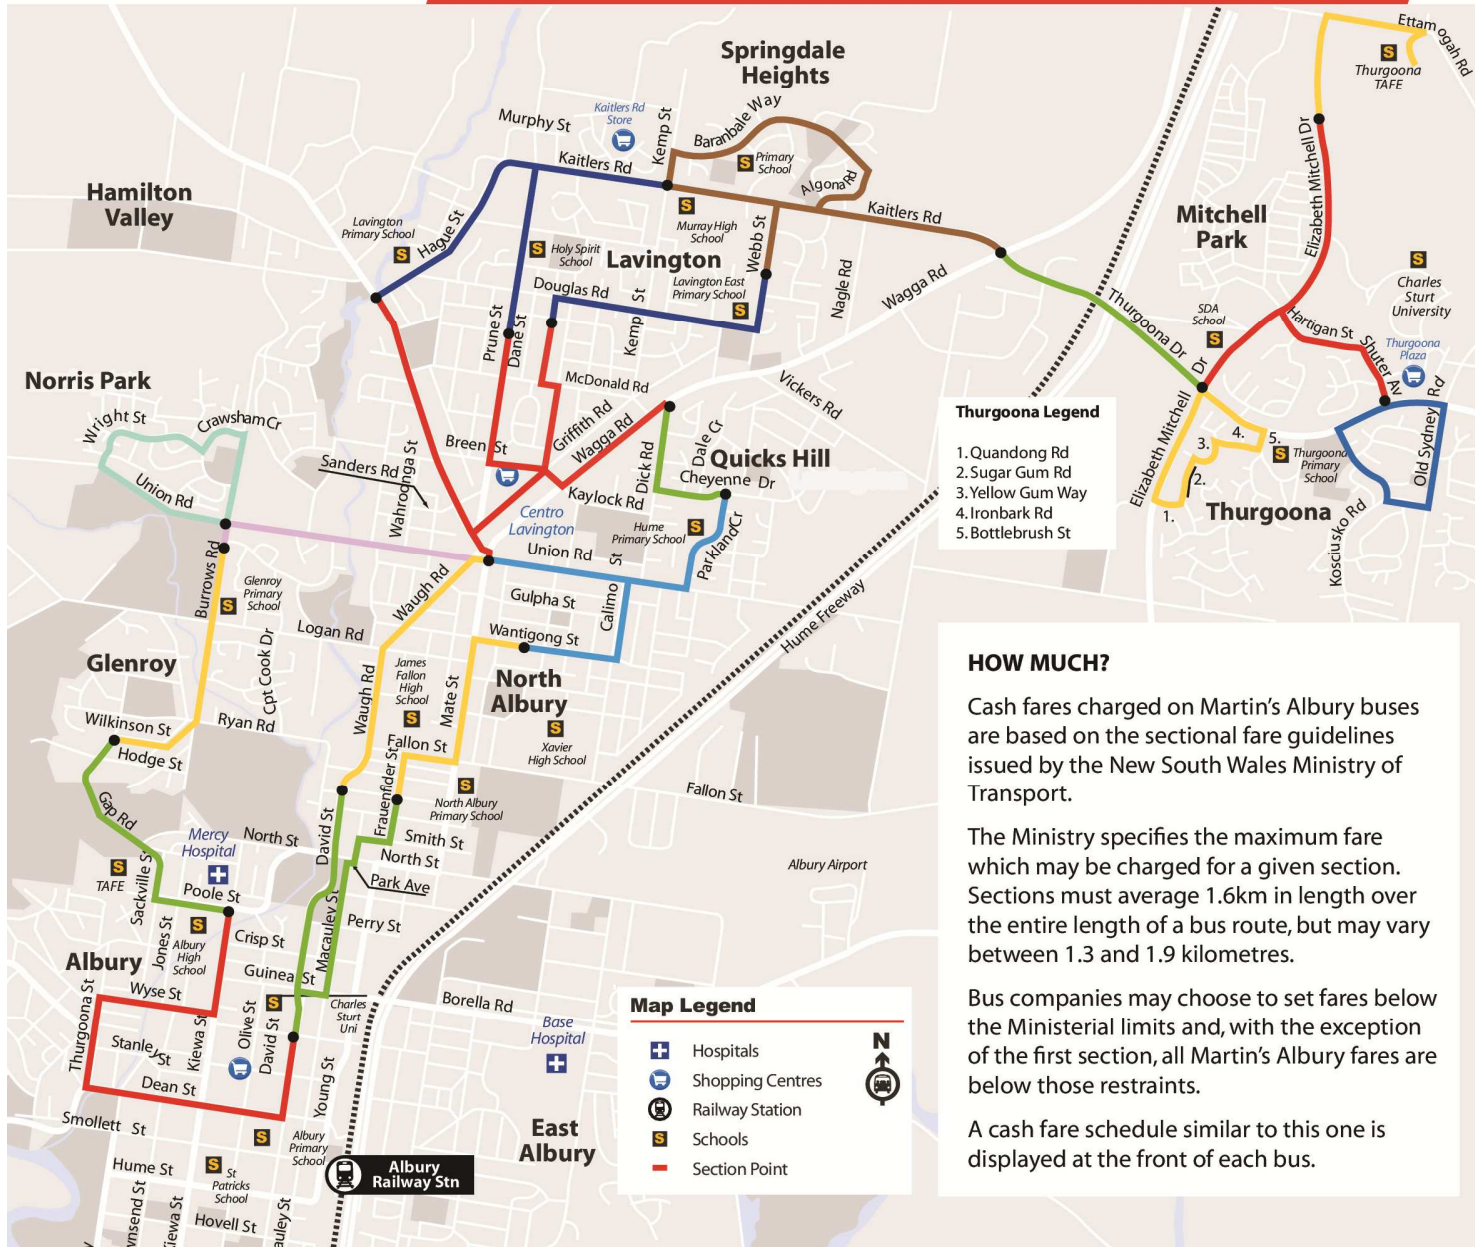 Springdale
Heights
Ettamogah Rd
Thurgoona
TAFE
Kaitlers Rd
Store
Murphy St
Kemp St
Baranbale Way
Primary
School
Kaitlers Rd
Algona Rd
Elizabeth Mitchell Dr
Hamilton
Valley
Lavington
Primary School
Hague St
Murray High
School
Kaitlers Rd
Mitchell
Park
Holy Spirit
School
Lavington
Webb St
Charles
Sturt
University
Douglas Rd
Lavington East
Primary School
Nagle Rd
Wagga Rd
Thurgoona Dr
SDA
School
Hartigan St
Prune St
Dane St
Kemp St
Shuter Av
Thurgoona
Plaza
Norris Park
McDonald Rd
Vickers Rd
Dr
Old Sydney Rd
Wright St
Crawsham Cr
Griffith Rd
Wagga Rd
Dale Cr
Thurgoona Legend
1. Quandong Rd
2. Sugar Gum Rd
3. Yellow Gum Way
4. Ironbark Rd
5. Bottlebrush St
Elizabeth Mitchell
3.
4.
5.
2.
1.
Thurgoona
Primary
School
Thurgoona
Kosciusko Rd
Breen St
Sanders Rd
Wahroonga St
Dick Rd
Quicks Hill
Cheyenne Dr
Union Rd
Kaylock Rd
Centro
Lavington
Hume
Primary School
Parkland Cr
Union Rd
Burrows Rd
Glenroy
Primary
School
Waugh Rd
Gulpha St
Calimo St
Hume Freeway
Logan Rd
Wantigong St
Glenroy
Cpt Cook Dr
Waugh Rd
James
Fallon
High
School
Mate St
North
Albury
Wilkinson St
Ryan Rd
Hodge St
Fallon St
Xavier
High School
Frauenfider St
North Albury
Primary School
Fallon St
Gap Rd
Mercy
Hospital
North St
David St
Smith St
North St
Albury Airport
TAFE
Sackville St
Poole St
Park Ave
Jones St
Albury
High
School
Crisp St
Macauley St
Perry St
Albury
Guinea St
Wyse St
Charles
Sturt
Uni
Borella Rd
Thurgoona St
Stanley St
Kiewa St
Olive St
David St
Base
Hospital
Dean St
Young St
Smollett St
Albury
Primary
School
East
Albury
Hume St
St
Patricks
School
Albury
Railway Stn
Hovell St
wnsend St
iewa St
auley St
Map Legend
Hospitals
Shopping Centres
Railway Station
Schools
Section Point
N
HOW MUCH?
Cash fares charged on Martin's Albury buses
are based on the sectional fare guidelines
issued by the New South Wales Ministry of
Transport.
The Ministry specifies the maximum fare
which may be charged for a given section.
Sections must average 1.6km in length over
the entire length of a bus route, but may vary
between 1.3 and 1.9 kilometres.
Bus companies may choose to set fares below
the Ministerial limits and, with the exception
of the first section, all Martin's Albury fares are
below those restraints.
A cash fare schedule similar to this one is
displayed at the front of each bus.